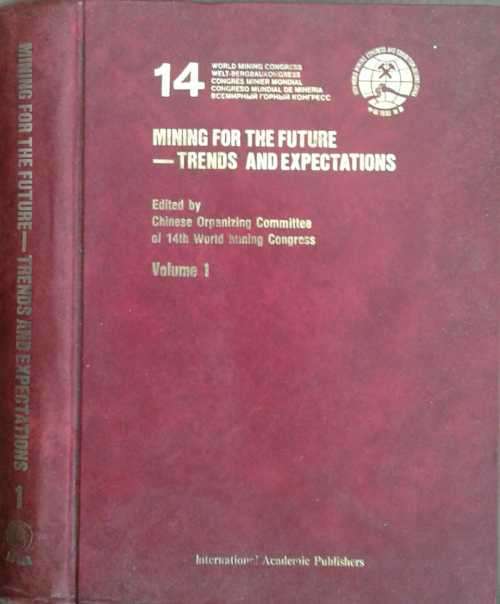 MINING FOR THE FUTURE— TRENDS AND EXPECTATIONS 1
14
WORLD MINING CONGRESS
WELT-BERGBAUKONGRESS
CONGRES MINIER MONDIAL
CONGRESO MUNDIAL DE MINERIA
ВСЕМИРНЫЙ ГОРНЫЙ КОНГРЕСС
MINING FOR THE FUTURE
— TRENDS AND EXPECTATIONS
Edited by
Chinese Organizing Committee
of 14th World Mining Congress
Volume 1
International Academic Publishers